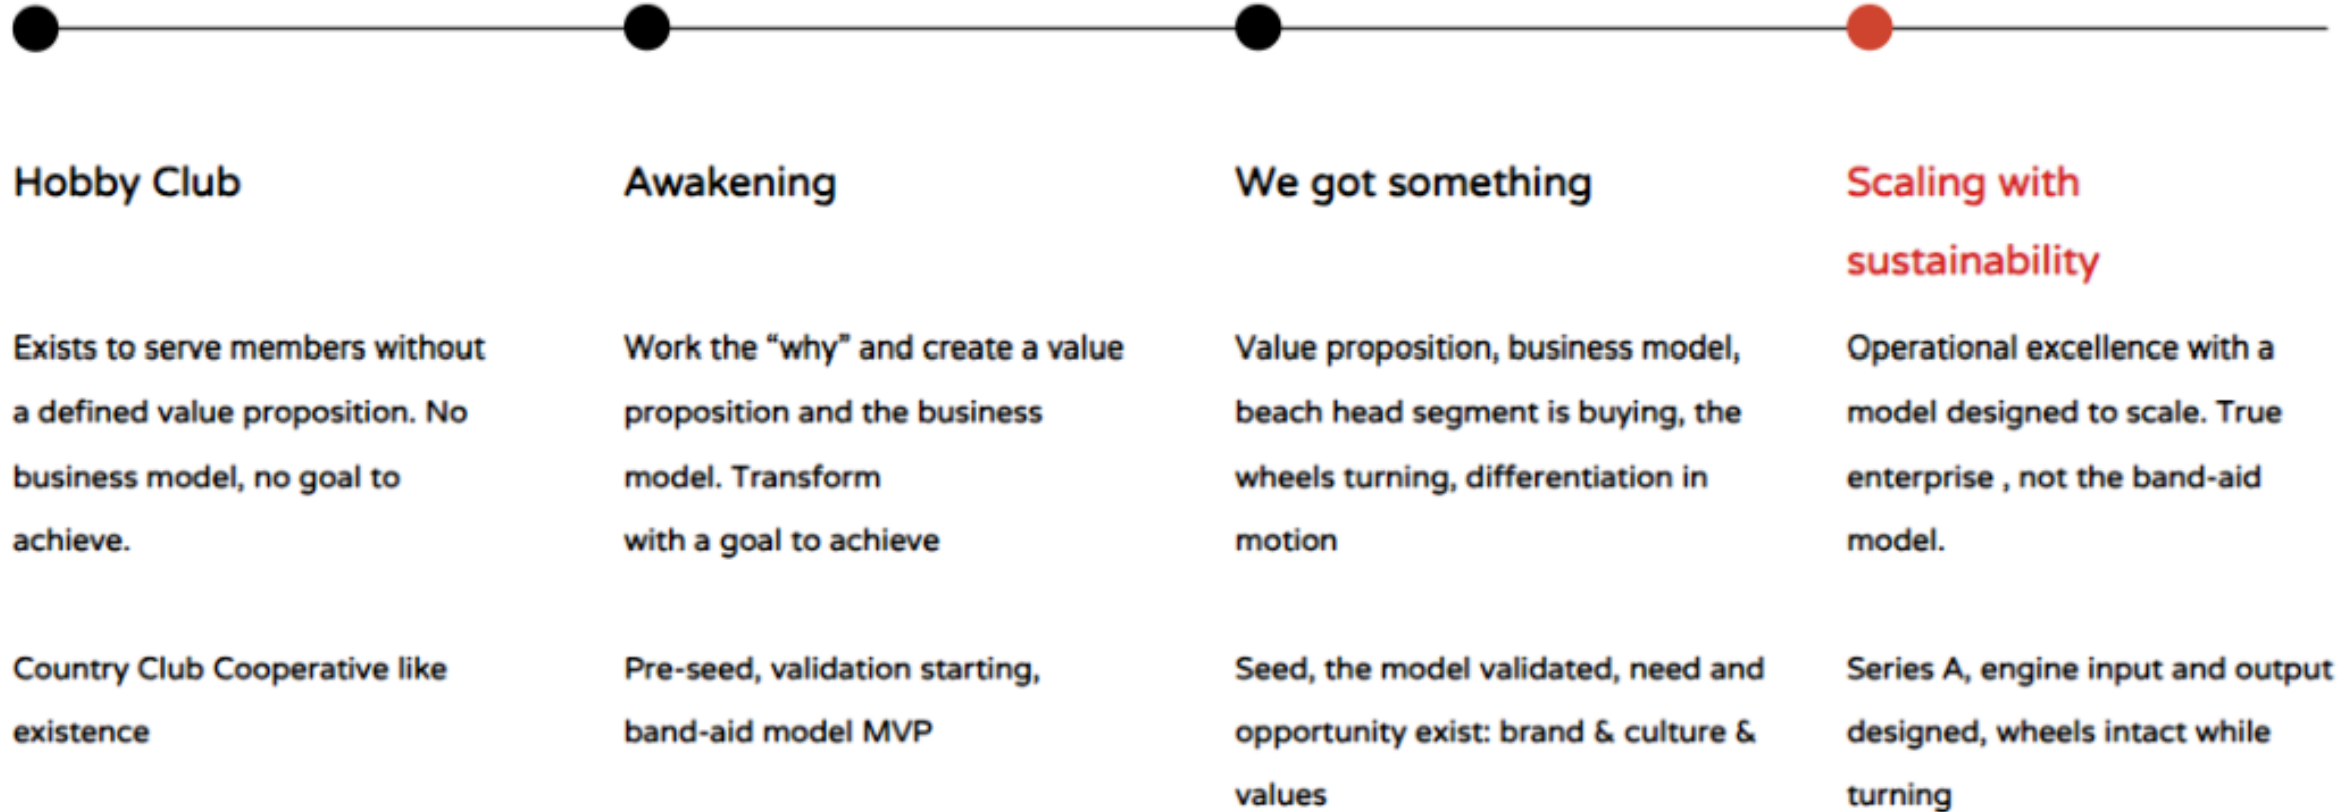 Hobby Club
Exists to serve members without
a defined value proposition. No
business model, no goal to
achieve.
Country Club Cooperative like
existence
Awakening
Work the “why” and create a value
proposition and the business
model. Transform
with a goal to achieve
Pre-seed, validation starting,
band-aid model MVP
We got something
Value proposition, business model,
beach head segment is buying, the
wheels turning, differentiation in
motion
Seed, the model validated, need and
opportunity exist: brand & culture &
values
Scaling with
sustainability
Operational excellence with a
model designed to scale. True
enterprise , not the band-aid
model.
Series A, engine input and output
designed, wheels intact while
turning